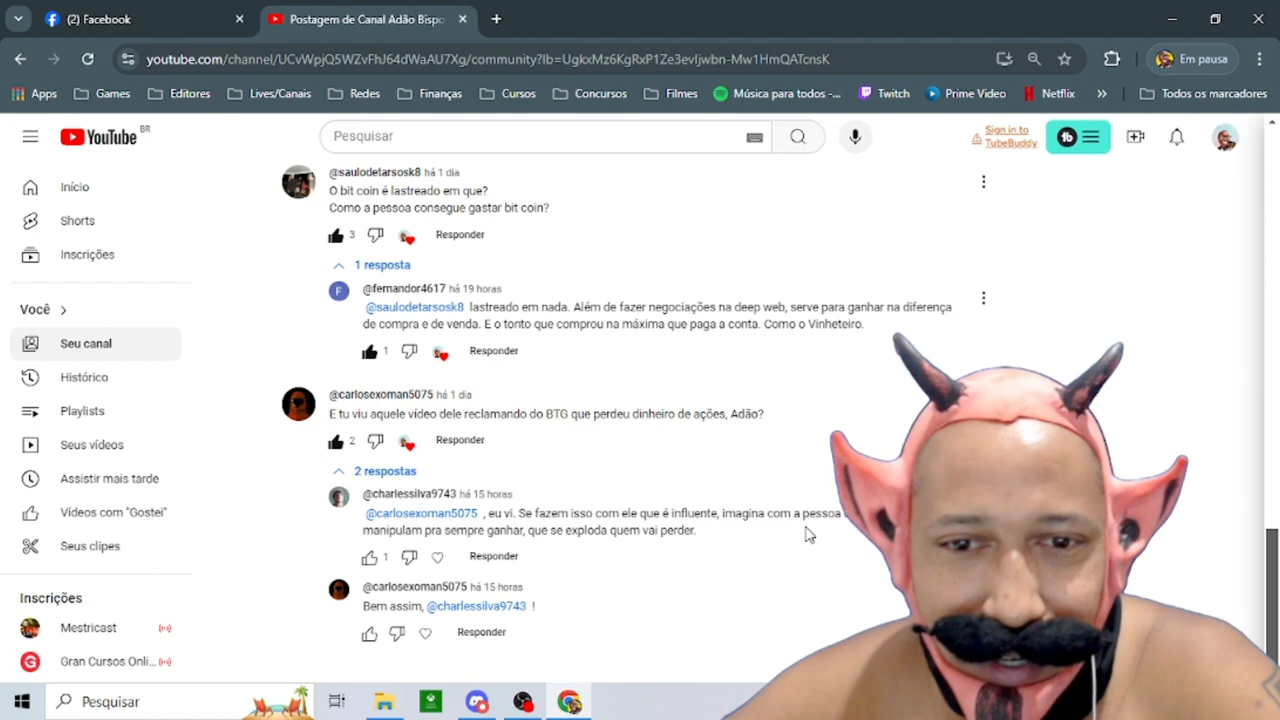 (2) Facebook
Postagem de Canal Adão Bispo
youtube.com/channel/UCvWpjQ5WZvFhJ64dWaAU7Xg/community?lb=UgkxMz6KgRxP1Ze3evIjwbn-Mw1HmQATcnsK
Em pausa
Apps Games Editores Lives/Canais Redes Finanças Cursos Concursos Filmes Música para todos -... Twitch Prime Video Netflix » Todos os marcadores
YouTube BR
Pesquisar
Sign in to
TubeBuddy
tb
Início
Shorts
Inscrições
Você
Seu canal
Histórico
Playlists
Seus vídeos
Assistir mais tarde
Vídeos com "Gostei"
Seus clipes
Inscrições
Mestricast
Gran Cursos Onli...
@saulodetarsosk8 há 1 dia
O bit coin é lastreado em que?
Como a pessoa consegue gastar bit coin?
3 Responder
1 resposta
F
@fernandor4617 há 19 horas
@saulodetarsosk8 lastreado em nada. Além de fazer negociações na deep web, serve para ganhar na diferença
de compra e de venda. E o tonto que comprou na máxima que paga a conta. Como o Vinheteiro.
1 Responder
@carlosexoman5075 há 1 dia
E tu viu aquele vídeo dele reclamando do BTG que perdeu dinheiro de ações, Adão?
2 Responder
2 respostas
@charlessilva9743 há 15 horas
@carlosexoman5075 , eu vi. Se fazem isso com ele que é influente, imagina com a pessoa
manipulam pra sempre ganhar, que se exploda quem vai perder.
1 Responder
@carlosexoman5075 há 15 horas
Bem assim, @charlessilva9743 !
Responder
Pesquisar